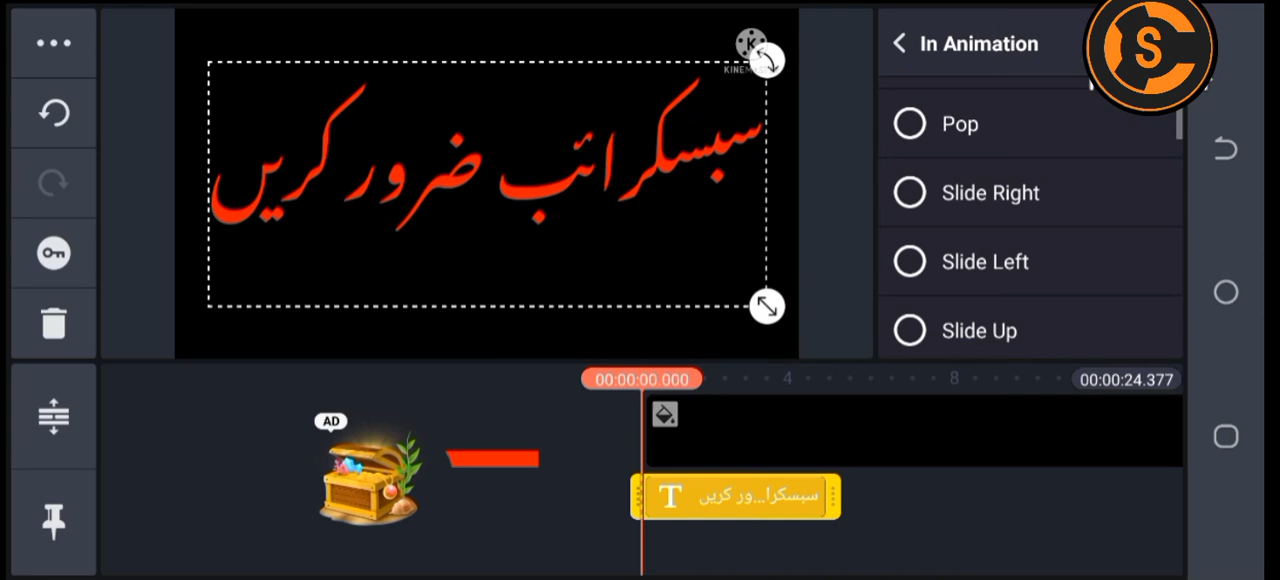 In Animation
S
KINEM
سبسکرائب ضرور کریں
Pop
Slide Right
Slide Left
Slide Up
00:00:00.000
4
8
00:00:24.377
AD
T سبسکرا...ور کریں